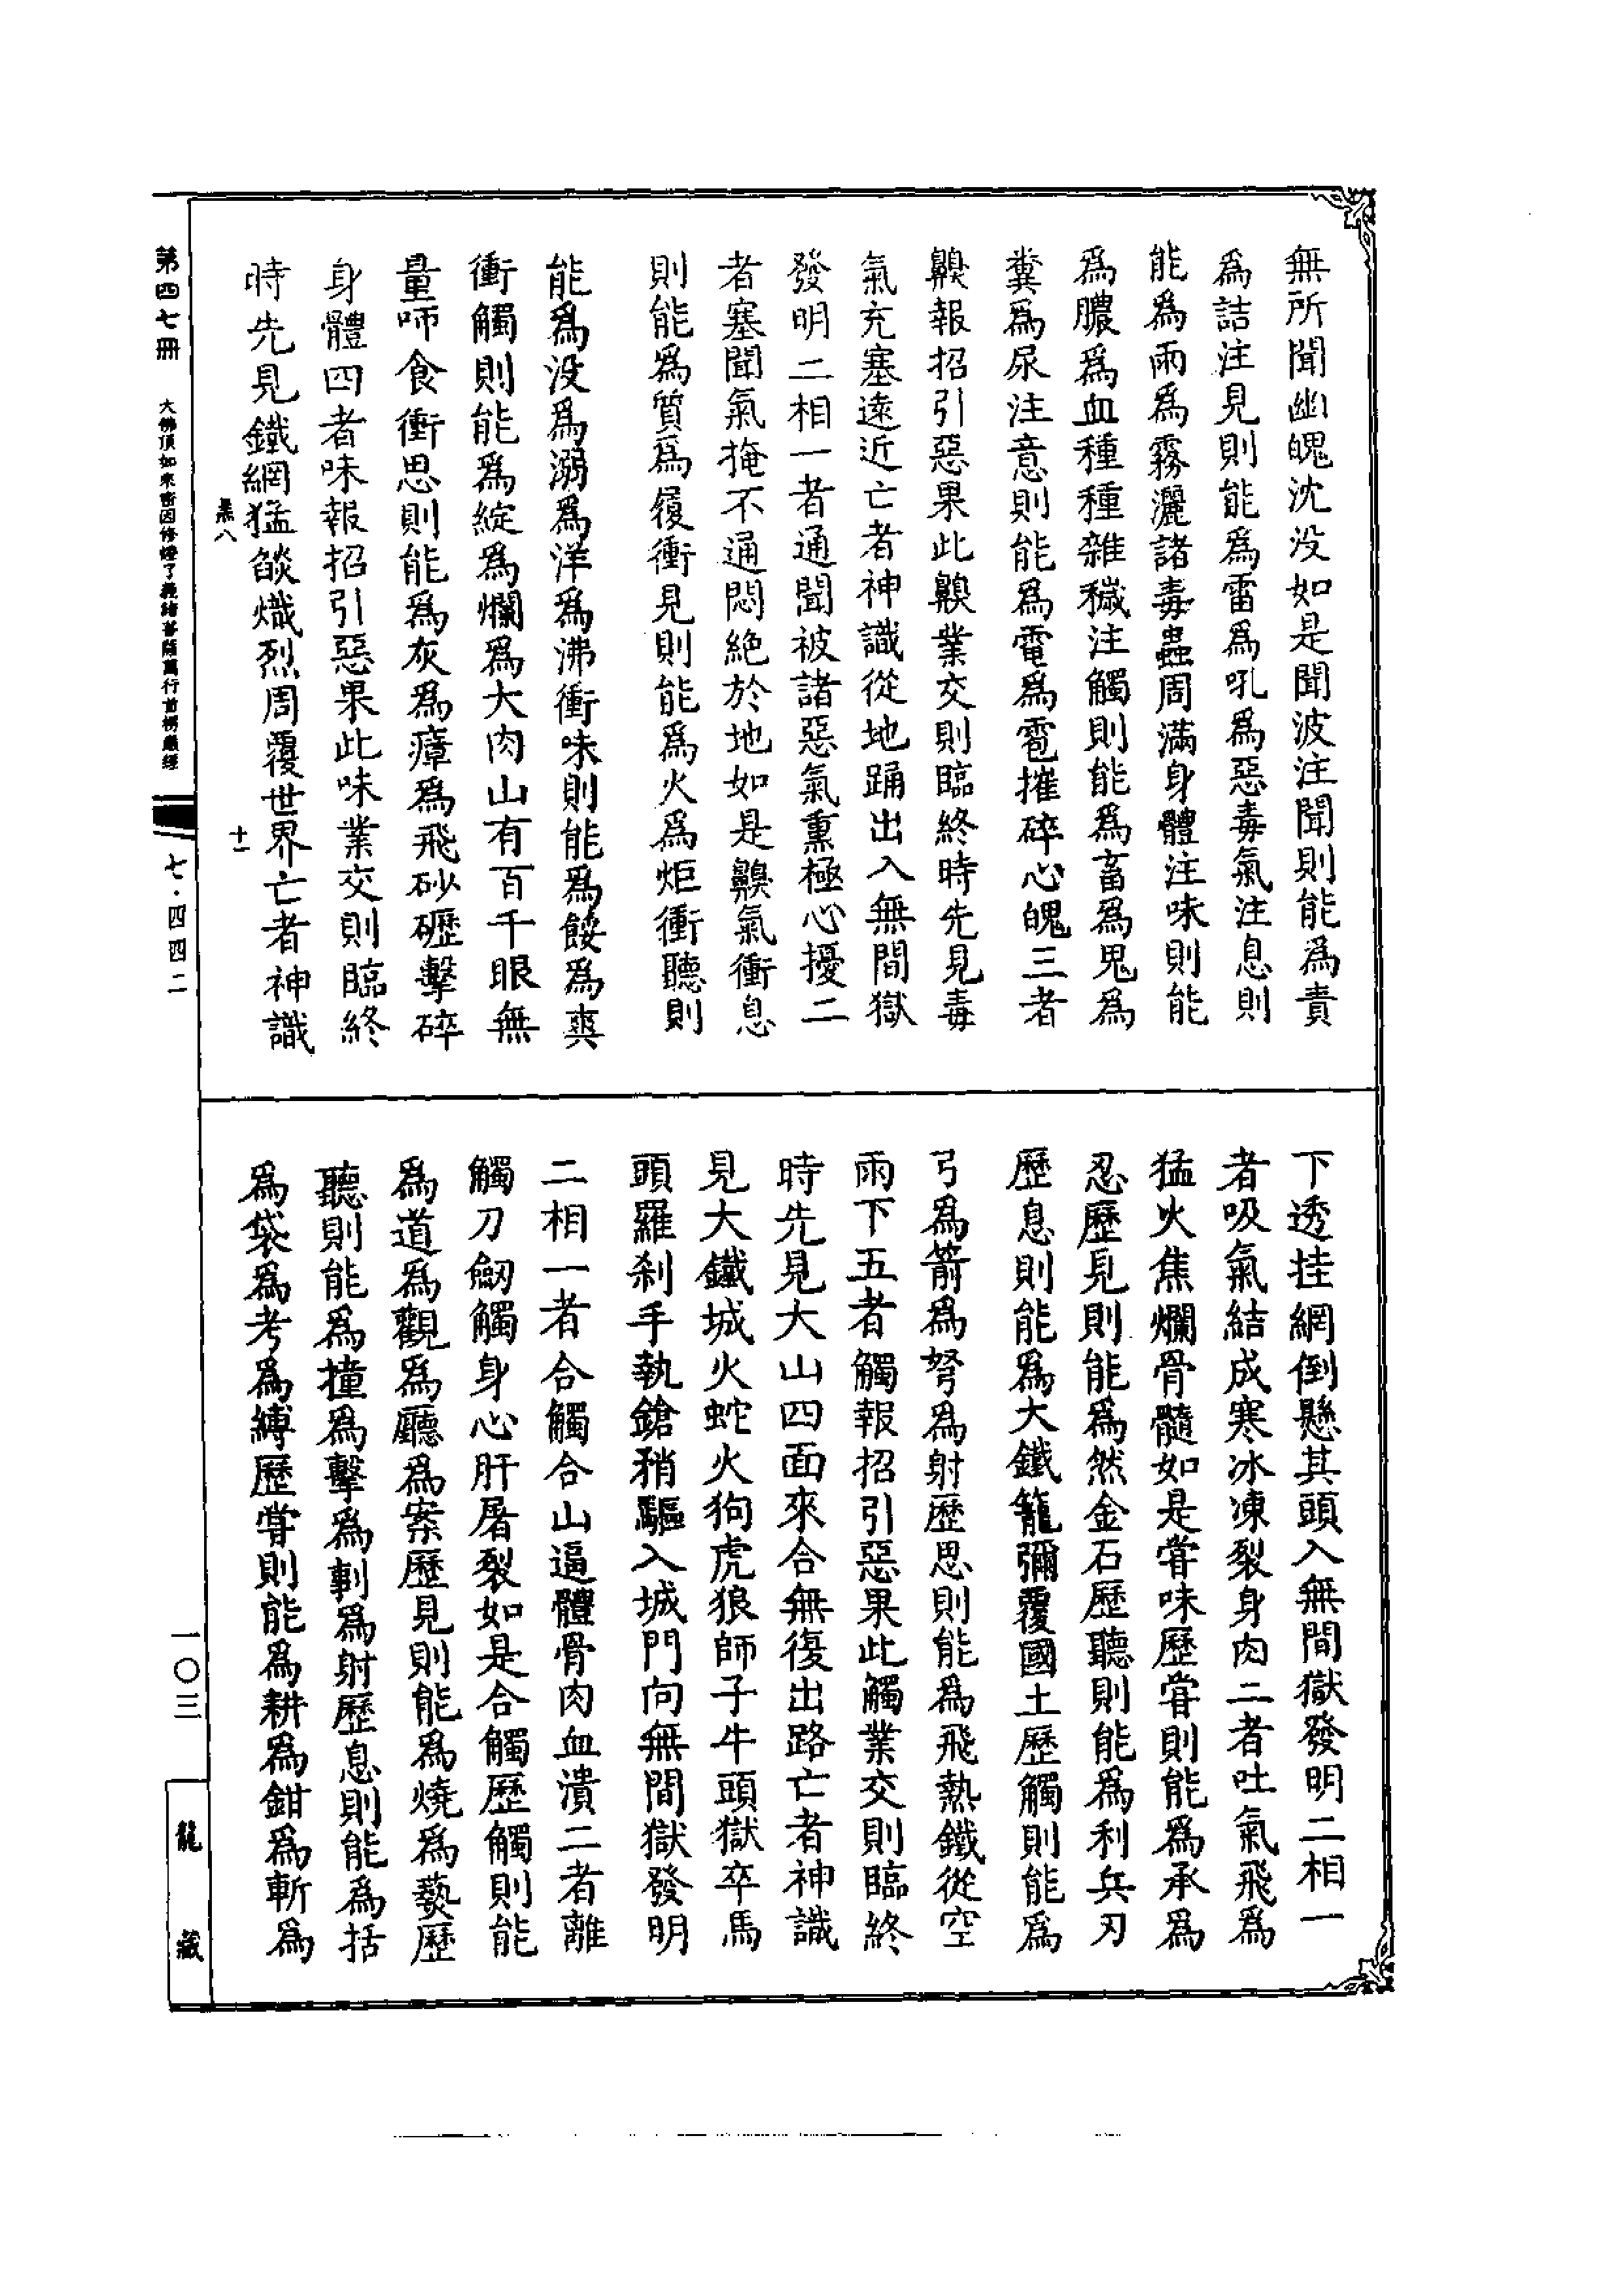 無所聞幽魄沈没如是聞波注聞則能爲責
爲詰注見則能爲雷爲吼爲惡毒氣注息則
能爲雨爲霧灑諸毒蟲周滿身體注味則能
爲膿爲血種種雜穢注觸則能爲畜爲鬼爲
糞爲尿注意則能爲電爲雹摧碎心魄三者
齅報招引惡果此齅業交則臨終時先見毒
氣充塞遠近亡者神識從地踊出入無間獄
發明二相一者通聞被諸惡氣熏極心擾二
者塞聞氣掩不通悶絶於地如是齅氣衝息
則能爲質爲履衝見則能爲火爲炬衝聽則
能爲没爲溺爲洋爲沸衝味則能爲餒爲爽
衝觸則能爲綻爲爛爲大肉山有百千眼無
量咂食衝思則能爲灰爲瘴爲飛砂礰擊碎
身體四者味報招引惡果此味業交則臨終
時先見鐵網猛燄熾烈周覆世界亡者神識
下透挂網倒懸其頭入無間獄發明二相一
者吸氣結成寒冰凍裂身肉二者吐氣飛爲
猛火焦爛骨髓如是嘗味歷嘗則能爲承爲
忍歷見則能爲然金石歷聽則能爲利兵刃
歷息則能爲大鐵籠彌覆國土歷觸則能爲
弓爲箭爲弩爲射歷思則能爲飛熱鐵從空
雨下五者觸報招引惡果此觸業交則臨終
時先見大山四面來合無復出路亡者神識
見大鐵城火蛇火狗虎狼師子牛頭獄卒馬
頭羅刹手執鎗矟驅入城門向無間獄發明
二相一者合觸合山逼體骨肉血潰二者離
觸刀劒觸身心肝屠裂如是合觸歷觸則能
爲道爲觀爲廳爲案歷見則能爲燒爲爇歷
聽則能爲撞爲擊爲剚爲射歷息則能爲括
爲袋爲考爲縛歷嘗則能爲耕爲鉗爲斬爲
第四七冊 大佛頂如來密因修證了義諸菩薩萬行首楞嚴經
七·四四二
十一
一〇三
龍藏